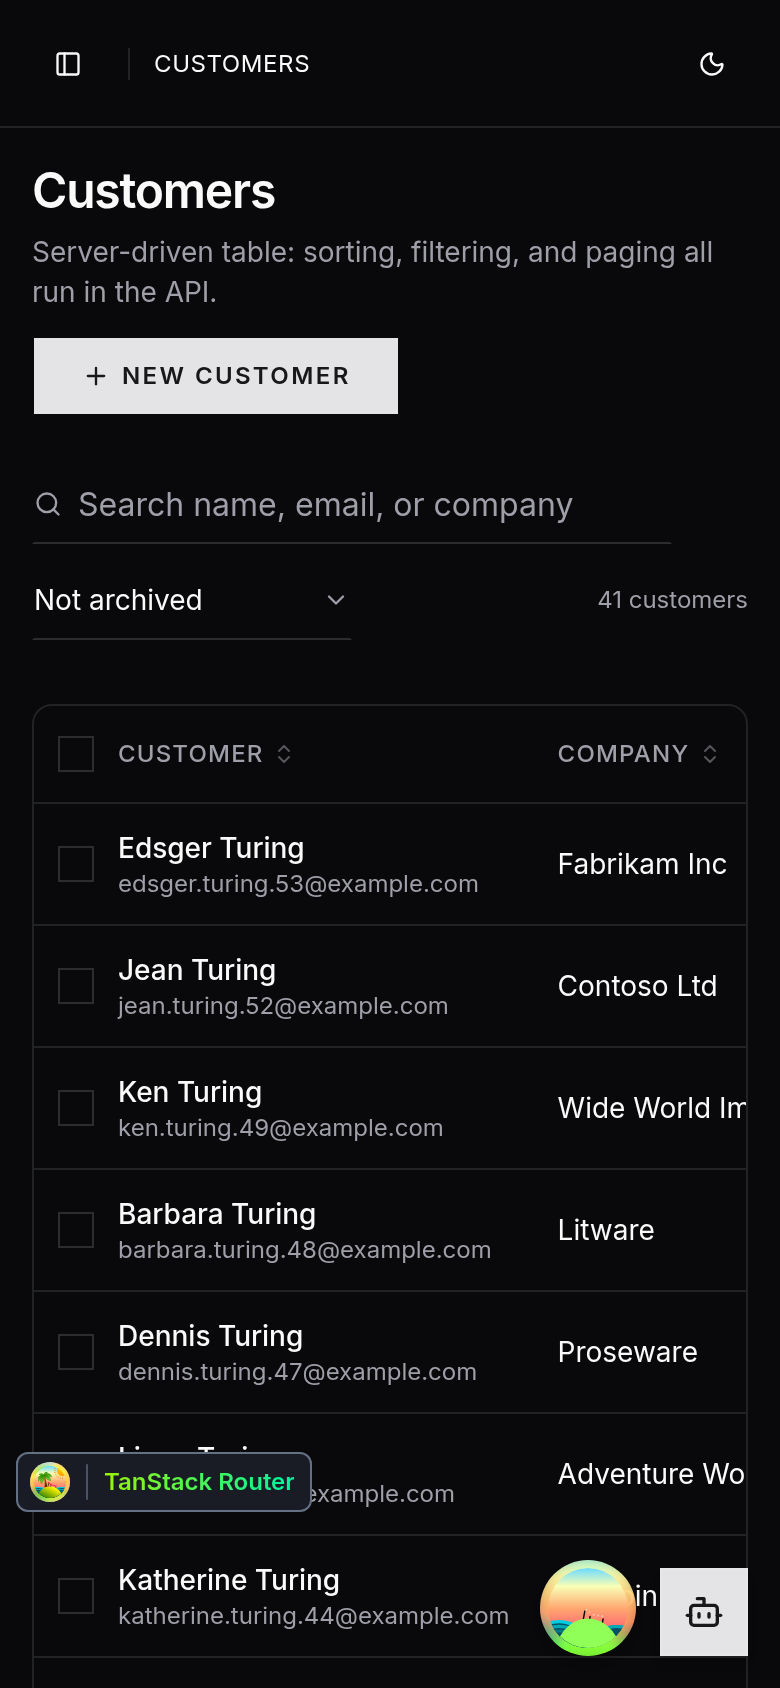 CUSTOMERS
Customers
Server-driven table: sorting, filtering, and paging all
run in the API.
NEW CUSTOMER
Search name, email, or company
Not archived
41 customers
CUSTOMER COMPANY
Edsger Turing
edsger.turing.53@example.com
Fabrikam Inc
Jean Turing
jean.turing.52@example.com
Contoso Ltd
Ken Turing
ken.turing.49@example.com
Wide World Im
Barbara Turing
barbara.turing.48@example.com
Litware
Dennis Turing
dennis.turing.47@example.com
Proseware
TanStack Router
example.com
Adventure Wo
Katherine Turing
katherine.turing.44@example.com